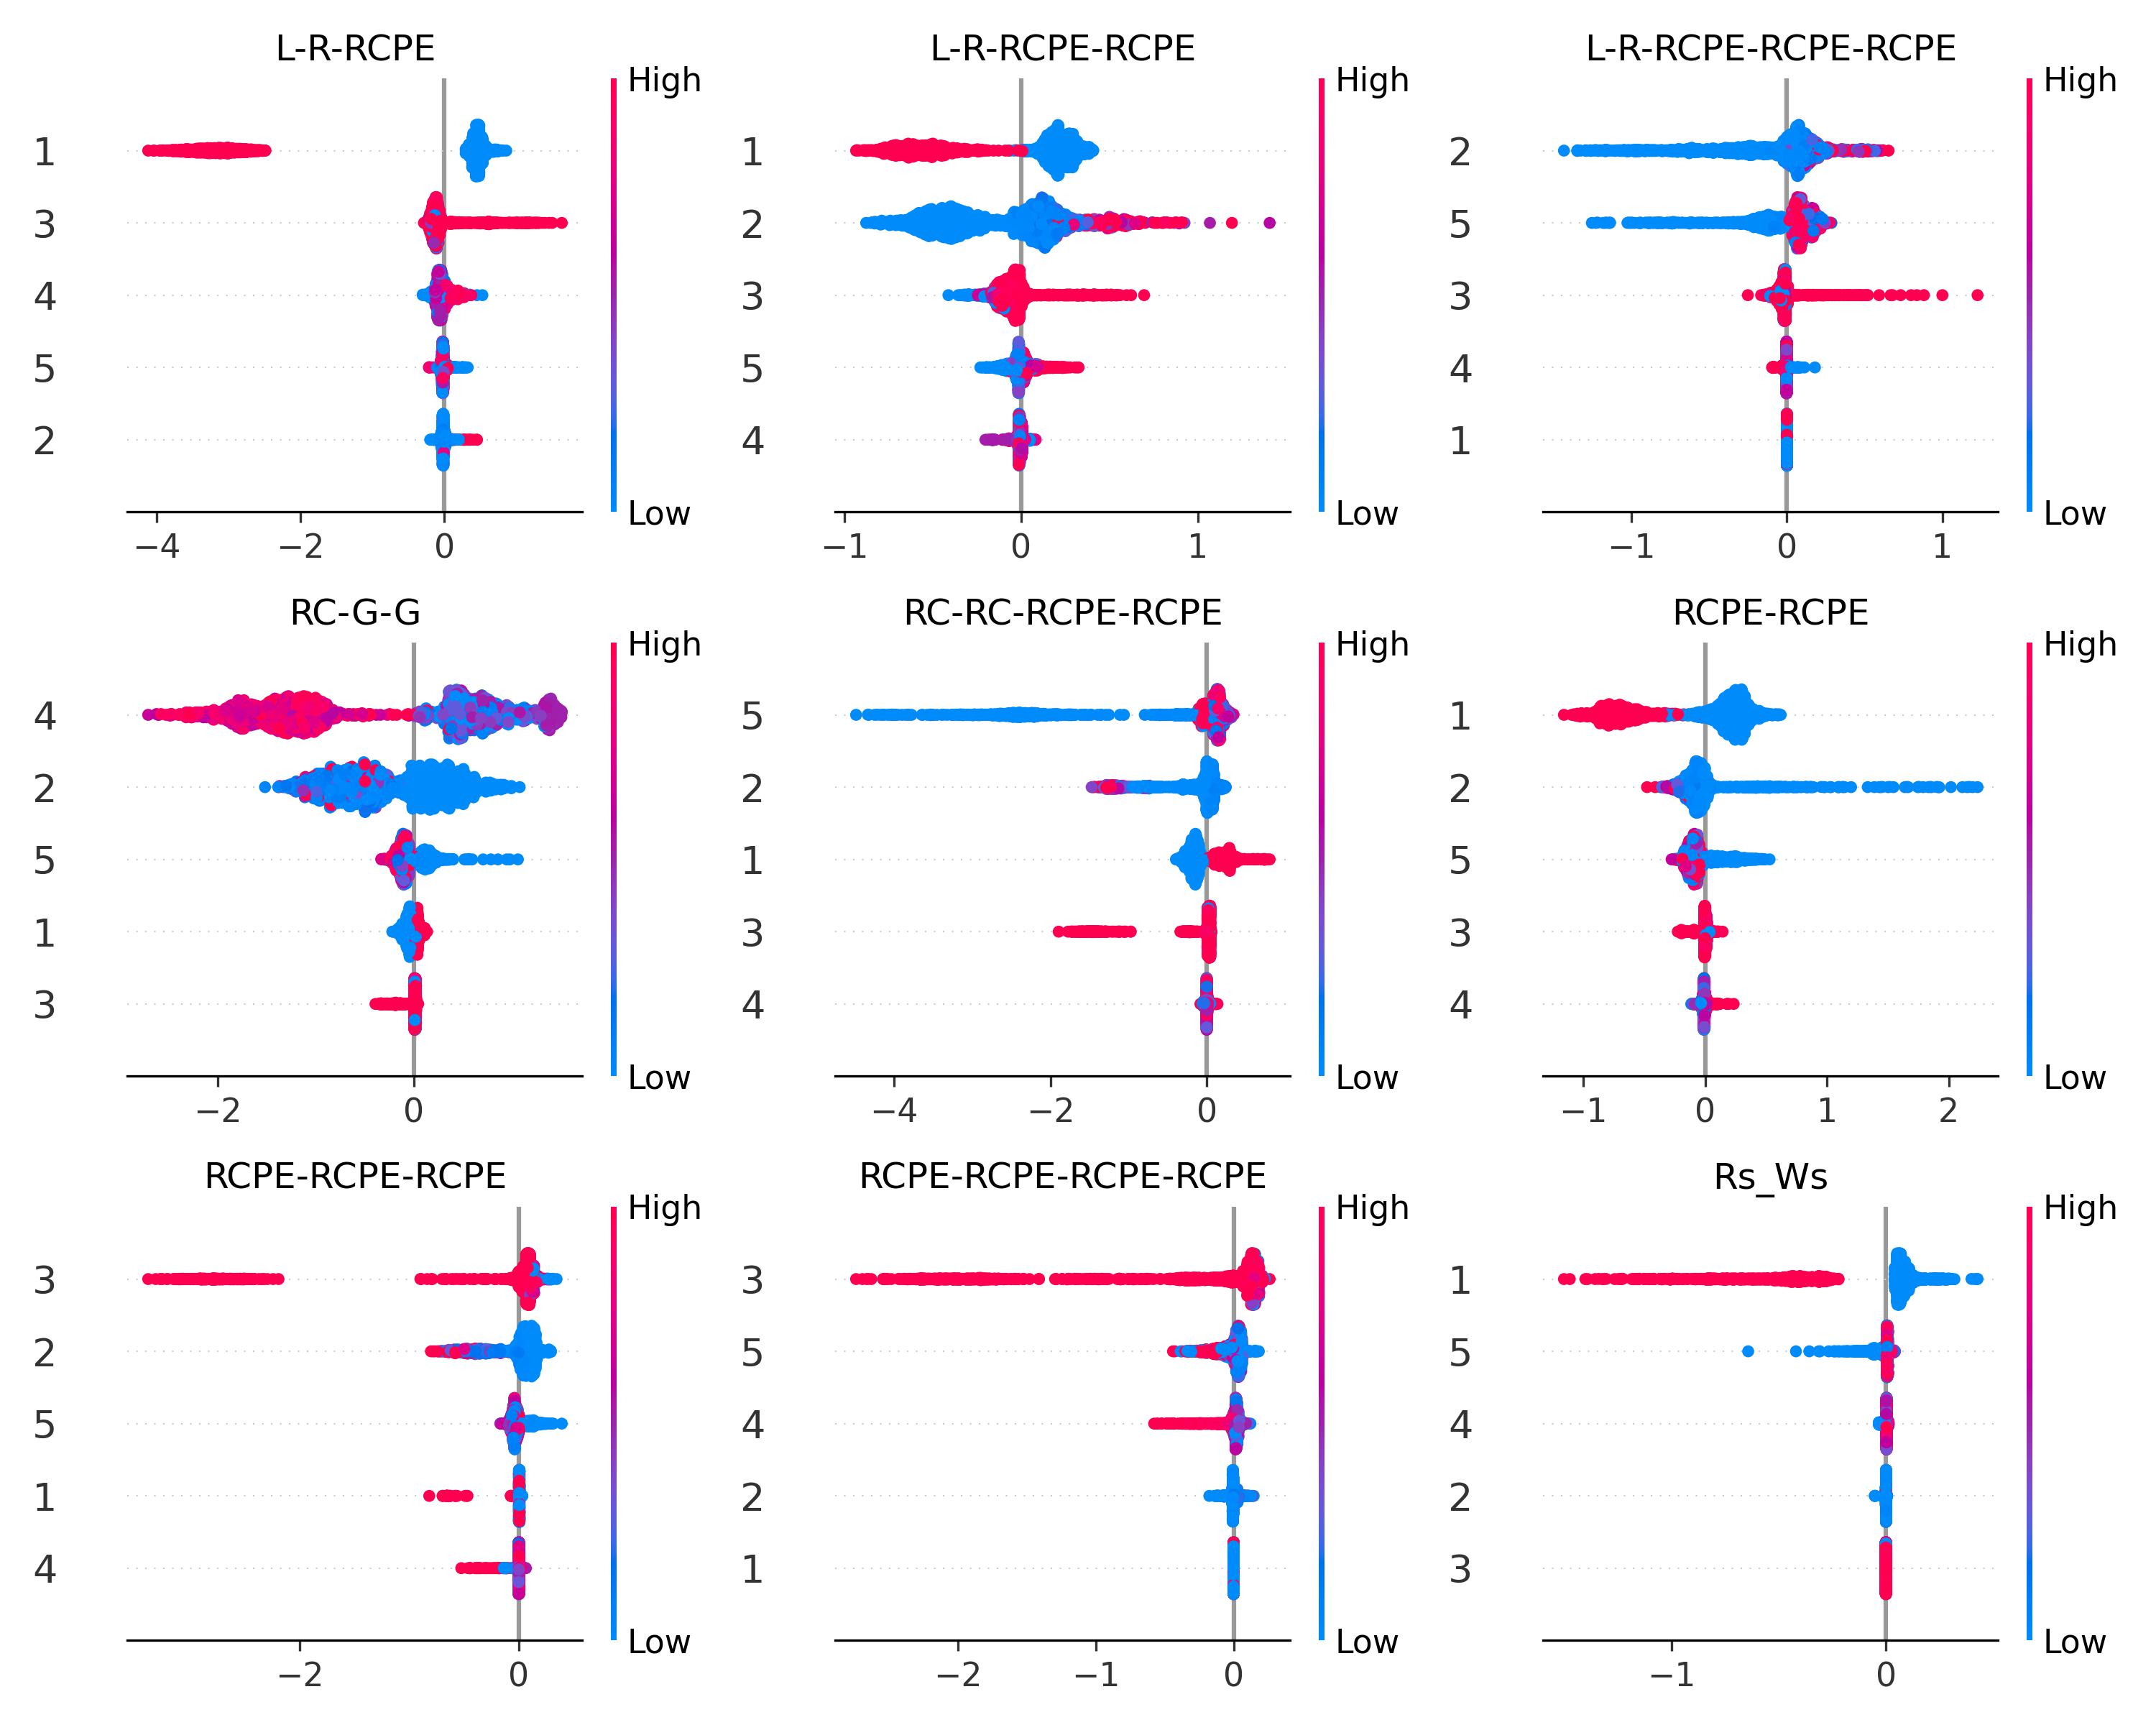 L-R-RCPE
High
1
3
4
5
2
Low
−4 −2 0
L-R-RCPE-RCPE
High
1
2
3
5
4
Low
−1 0 1
L-R-RCPE-RCPE-RCPE
High
2
5
3
4
1
Low
−1 0 1
RC-G-G
High
4
2
5
1
3
Low
−2 0
RC-RC-RCPE-RCPE
High
5
2
1
3
4
Low
−4 −2 0
RCPE-RCPE
High
1
2
5
3
4
Low
−1 0 1 2
RCPE-RCPE-RCPE
High
3
2
5
1
4
Low
−2 0
RCPE-RCPE-RCPE-RCPE
High
3
5
4
2
1
Low
−2 −1 0
Rs_Ws
High
1
5
4
2
3
Low
−1 0